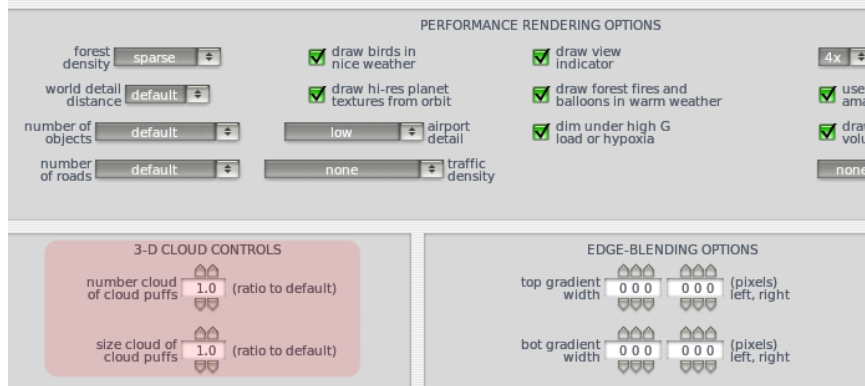 PERFORMANCE RENDERING OPTIONS
forest
density
sparse
draw birds in
nice weather
draw view
indicator
4x
world detail
distance
default
draw hi-res planet
textures from orbit
draw forest fires and
balloons in warm weather
use
number of
objects
default
low
airport
detail
dim under high G
load or hypoxia
number
of roads
default
none
traffic
density
none
3-D CLOUD CONTROLS
number cloud
of cloud puffs
1.0
(ratio to default)
size cloud of
cloud puffs
1.0
(ratio to default)
EDGE-BLENDING OPTIONS
top gradient
width
0 0 0
0 0 0
(pixels)
left, right
bot gradient
width
0 0 0
0 0 0
(pixels)
left, right